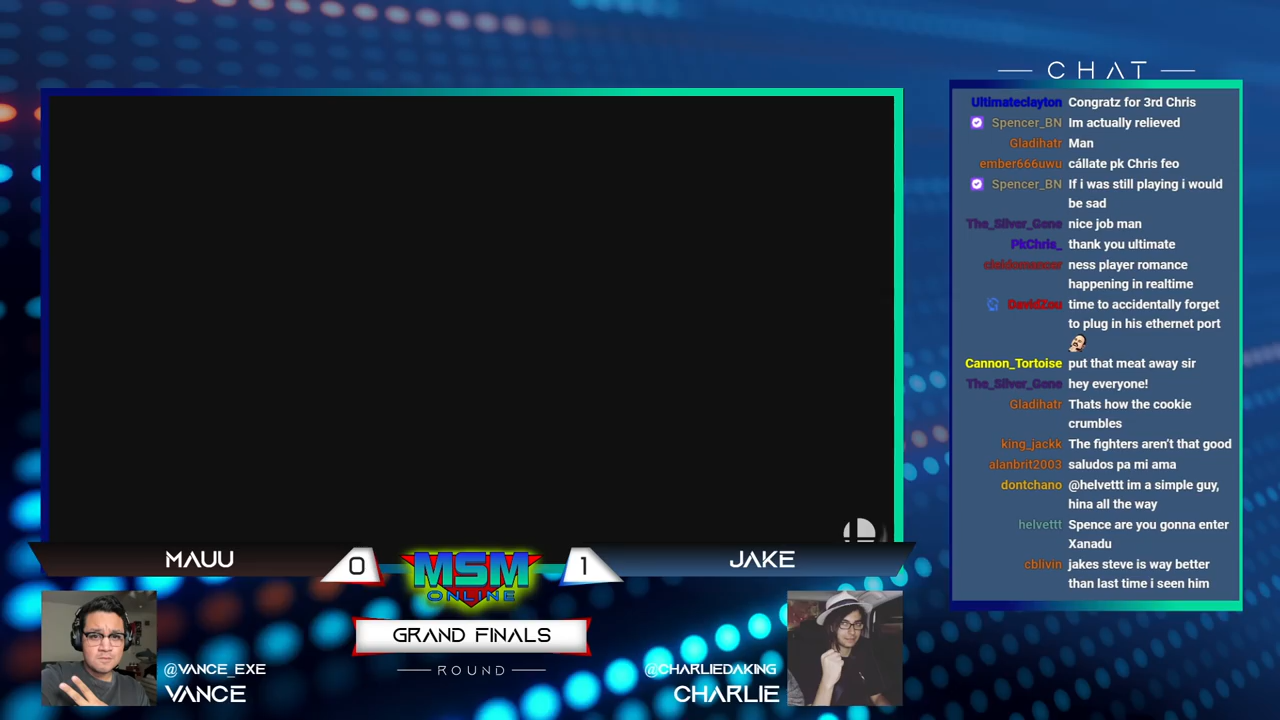 CHAT
Ultimateclayton Congratz for 3rd Chris
Spencer_BN Im actually relieved
Gladihatr Man
ember666uwu cállate pk Chris feo
Spencer_BN If i was still playing i would
be sad
The_Silver_Gene nice job man
PkChris_ thank you ultimate
ness player romance
happening in realtime
DavidZou time to accidentally forget
to plug in his ethernet port
Cannon_Tortoise put that meat away sir
The_Silver_Gene hey everyone!
Gladihatr Thats how the cookie
crumbles
king_jackk The fighters aren't that good
alanbrit2003 saludos pa mi ama
dontchano @helvettt im a simple guy,
hina all the way
helvettt Spence are you gonna enter
Xanadu
cblivin jakes steve is way better
than last time i seen him
MAUU 0 MSM 1 JAKE
ONLINE
GRAND FINALS
ROUND
@VANCE_EXE
VANCE
@CHARLIEDAKING
CHARLIE